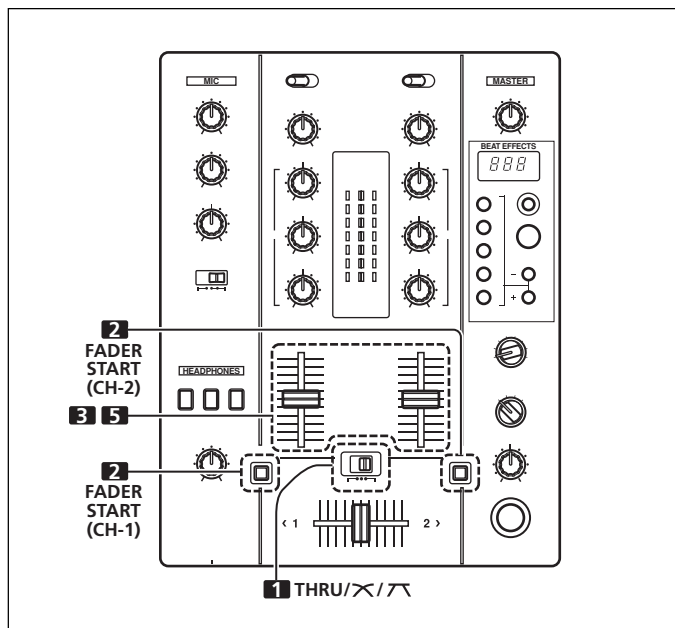 MIC
MASTER
BEAT EFFECTS
888
-
+
2
FADER
START
(CH-2)
HEADPHONES
3 5
2
FADER
START
(CH-1)
‹ 1
2 ›
1 THRU/